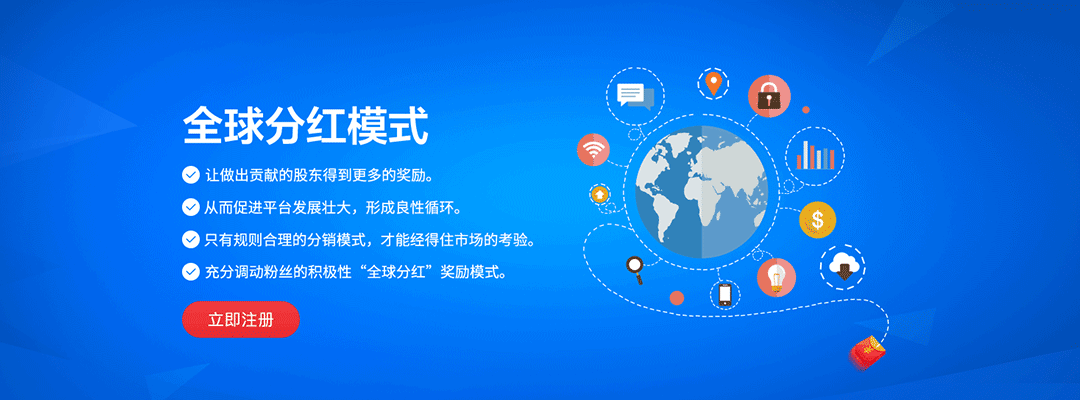 全球分红模式
让做出贡献的股东得到更多的奖励。
从而促进平台发展壮大，形成良性循环。
只有规则合理的分销模式，才能经得住市场的考验。
充分调动粉丝的积极性“全球分红”奖励模式。
立即注册
$